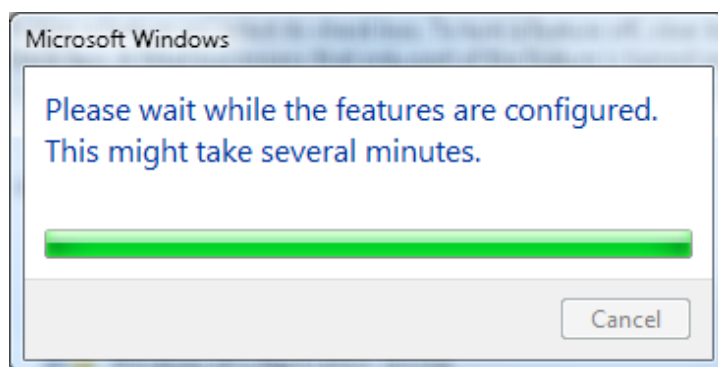 Microsoft Windows
Please wait while the features are configured.
This might take several minutes.
Cancel